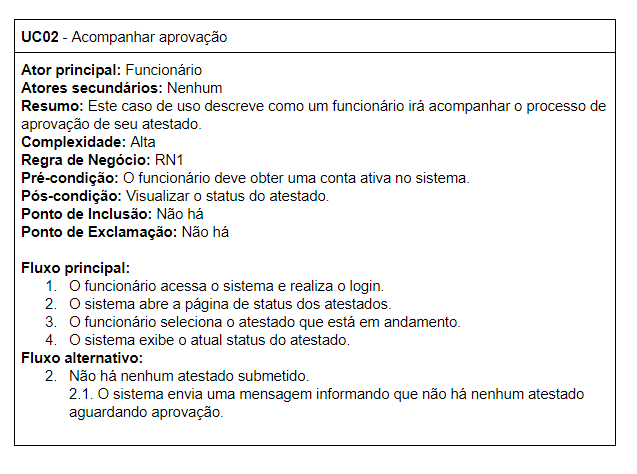 UC02 - Acompanhar aprovação
Ator principal: Funcionário
Atores secundários: Nenhum
Resumo: Este caso de uso descreve como um funcionário irá acompanhar o processo de
aprovação de seu atestado.
Complexidade: Alta
Regra de Negócio: RN1
Pré-condição: O funcionário deve obter uma conta ativa no sistema.
Pós-condição: Visualizar o status do atestado.
Ponto de Inclusão: Não há
Ponto de Exclamação: Não há
Fluxo principal:
1. O funcionário acessa o sistema e realiza o login.
2. O sistema abre a página de status dos atestados.
3. O funcionário seleciona o atestado que está em andamento.
4. O sistema exibe o atual status do atestado.
Fluxo alternativo:
2. Não há nenhum atestado submetido.
2.1. O sistema envia uma mensagem informando que não há nenhum atestado
aguardando aprovação.